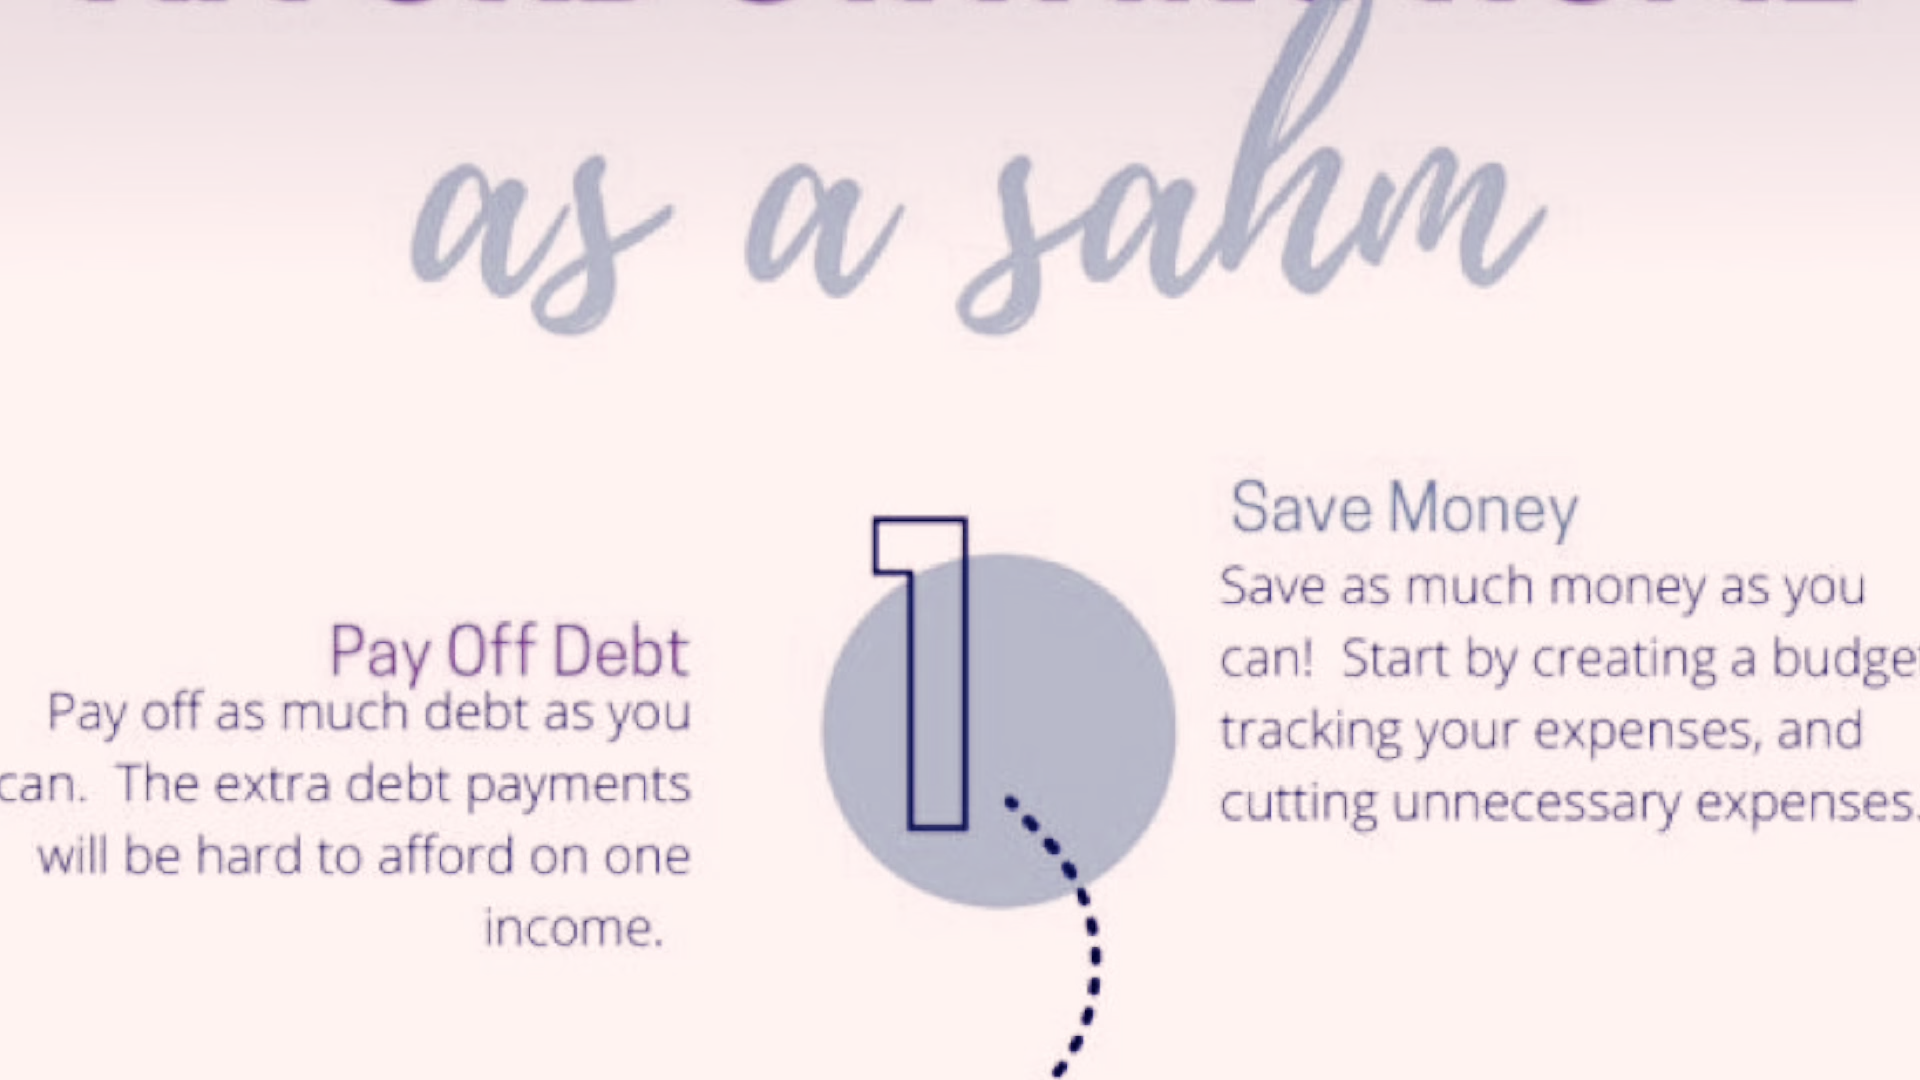 as a sahm
1
Save Money
Save as much money as you
can!  Start by creating a budget
tracking your expenses, and
cutting unnecessary expenses.
Pay Off Debt
Pay off as much debt as you
can.  The extra debt payments
will be hard to afford on one
income.